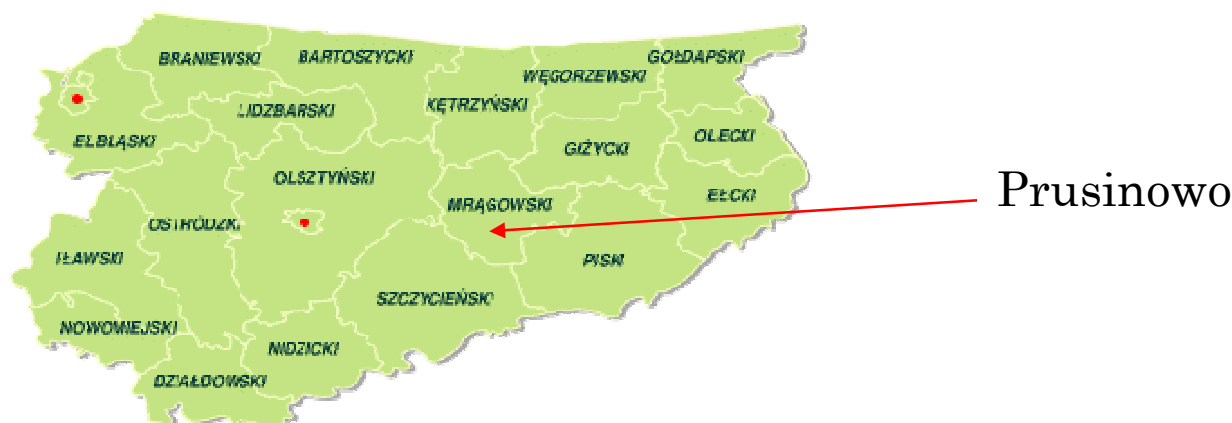 BRANIEWSKI
BARTOSZYCKI
GOŁDAPSKI
WĘGORZEWSKI
KĘTRZYŃSKI
LIDZBARSKI
ELBLĄSKI
GIŻYCKI
OLECKI
OLSZTYŃSKI
MRĄGOWSKI
EŁCKI
Prusinowo
OSTRÓDZKI
IŁAWSKI
PISKI
SZCZYCIEŃSKI
NOWOMIEJSKI
NIDZICKI
DZIAŁDOWSKI